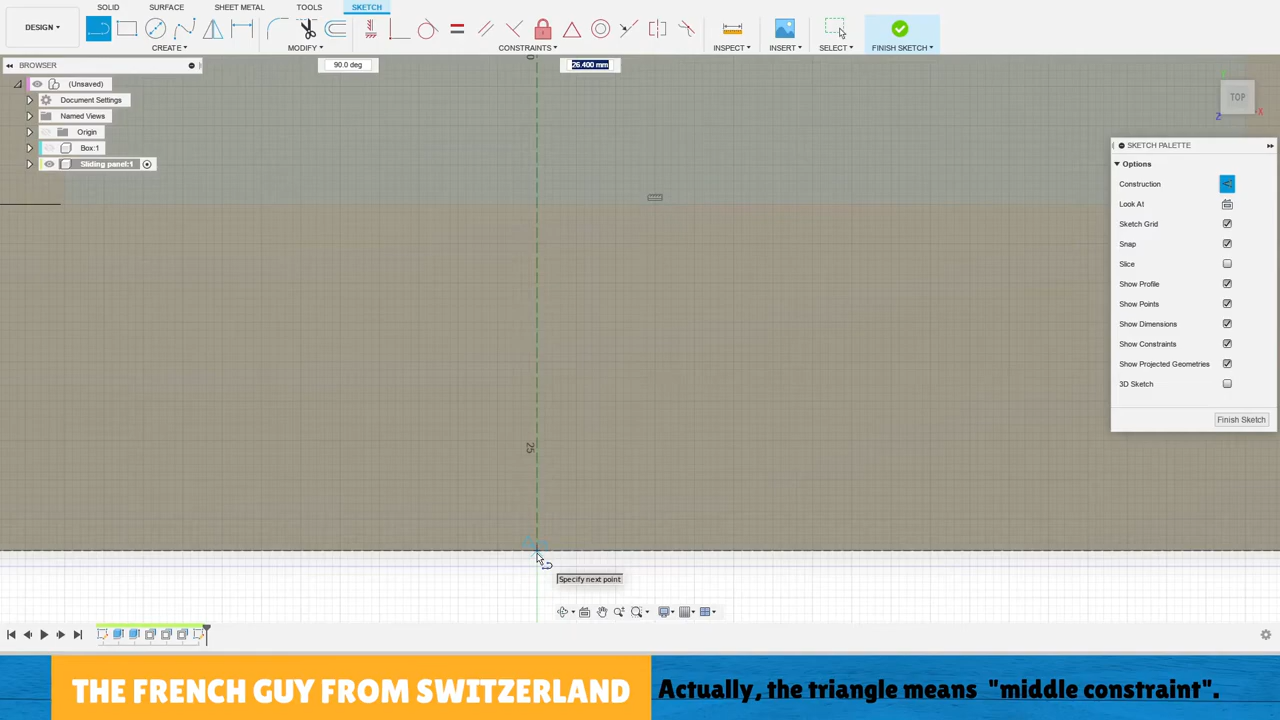 SOLID SURFACE SHEET METAL TOOLS SKETCH
DESIGN
CREATE MODIFY CONSTRAINTS INSPECT INSERT SELECT FINISH SKETCH
BROWSER 90.0 deg 26.400 mm
(Unsaved)
Document Settings
Named Views
Origin
Box:1
Sliding panel:1
TOP
Z
X
0
25
SKETCH PALETTE
Options
Construction
Look At
Sketch Grid
Snap
Slice
Show Profile
Show Points
Show Dimensions
Show Constraints
Show Projected Geometries
3D Sketch
Finish Sketch
Specify next point
THE FRENCH GUY FROM SWITZERLAND
Actually, the triangle means "middle constraint".